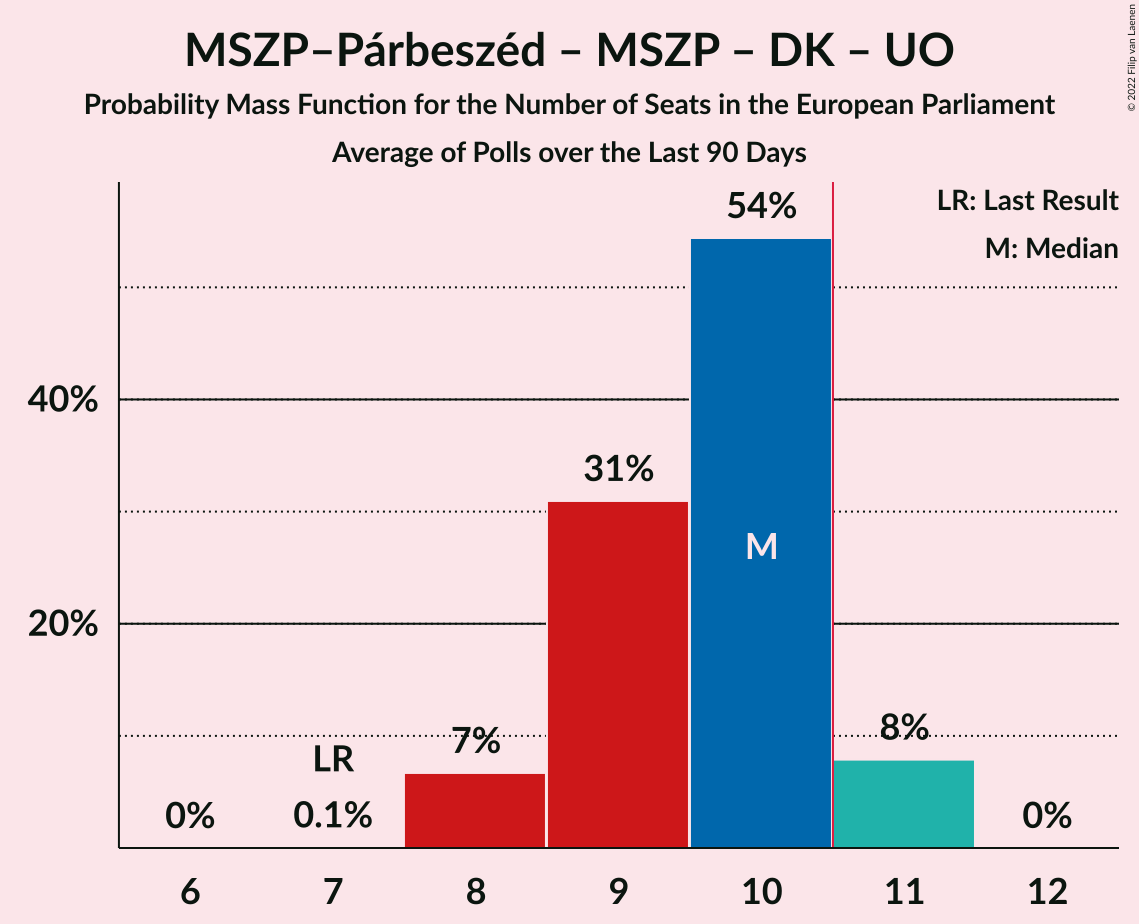 MSZP–Párbeszéd – MSZP – DK – UO
Probability Mass Function for the Number of Seats in the European Parliament
Average of Polls over the Last 90 Days
© 2022 Filip van Laenen
LR: Last Result
M: Median
54%
40%
31%
M
20%
8%
7%
LR
0%
0.1%
0%
6
7
8
9
10
11
12